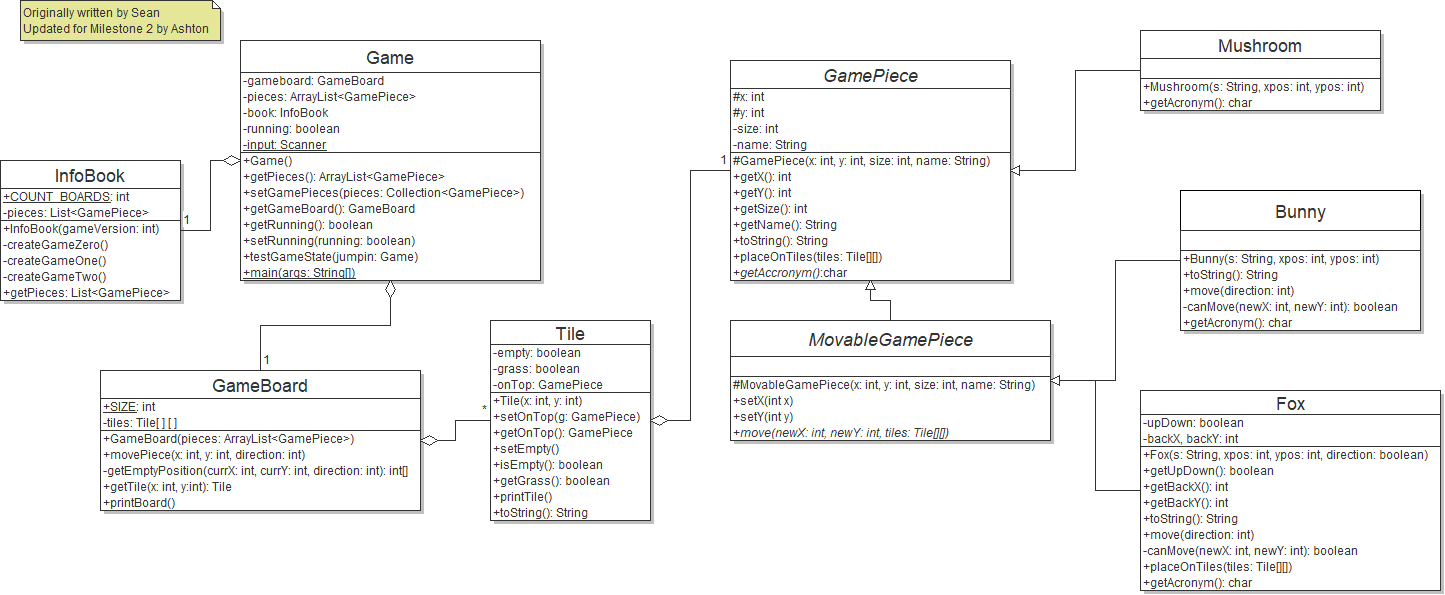 Originally written by Sean
Updated for Milestone 2 by Ashton
Game
-gameboard: GameBoard
-pieces: ArrayList<GamePiece>
-book: InfoBook
-running: boolean
-input: Scanner
+Game()
+getPieces(): ArrayList<GamePiece>
+setGamePieces(pieces: Collection<GamePiece>)
+getGameBoard(): GameBoard
+getRunning(): boolean
+setRunning(running: boolean)
+testGameState(jumpin: Game)
+main(args: String[])
InfoBook
+COUNT_BOARDS: int
-pieces: List<GamePiece>
+InfoBook(gameVersion: int)
-createGameZero()
-createGameOne()
-createGameTwo()
+getPieces: List<GamePiece>
1
1
GameBoard
+SIZE: int
-tiles: Tile[ ] [ ]
+GameBoard(pieces: ArrayList<GamePiece>)
+movePiece(x: int, y: int, direction: int)
-getEmptyPosition(currX: int, currY: int, direction: int): int[]
+getTile(x: int, y:int): Tile
+printBoard()
*
Tile
-empty: boolean
-grass: boolean
-onTop: GamePiece
+Tile(x: int, y: int)
+setOnTop(g: GamePiece)
+getOnTop(): GamePiece
+setEmpty()
+isEmpty(): boolean
+getGrass(): boolean
+printTile()
+toString(): String
1
GamePiece
#x: int
#y: int
-size: int
-name: String
#GamePiece(x: int, y: int, size: int, name: String)
+getX(): int
+getY(): int
+getSize(): int
+getName(): String
+toString(): String
+placeOnTiles(tiles: Tile[][])
+getAccronym():char
MovableGamePiece
#MovableGamePiece(x: int, y: int, size: int, name: String)
+setX(int x)
+setY(int y)
+move(newX: int, newY: int, tiles: Tile[][])
Mushroom
+Mushroom(s: String, xpos: int, ypos: int)
+getAcronym(): char
Bunny
+Bunny(s: String, xpos: int, ypos: int)
+toString(): String
+move(direction: int)
-canMove(newX: int, newY: int): boolean
+getAcronym(): char
Fox
-upDown: boolean
-backX, backY: int
+Fox(s: String, xpos: int, ypos: int, direction: boolean)
+getUpDown(): boolean
+getBackX(): int
+getBackY(): int
+toString(): String
+move(direction: int)
-canMove(newX: int, newY: int): boolean
+placeOnTiles(tiles: Tile[][])
+getAcronym(): char